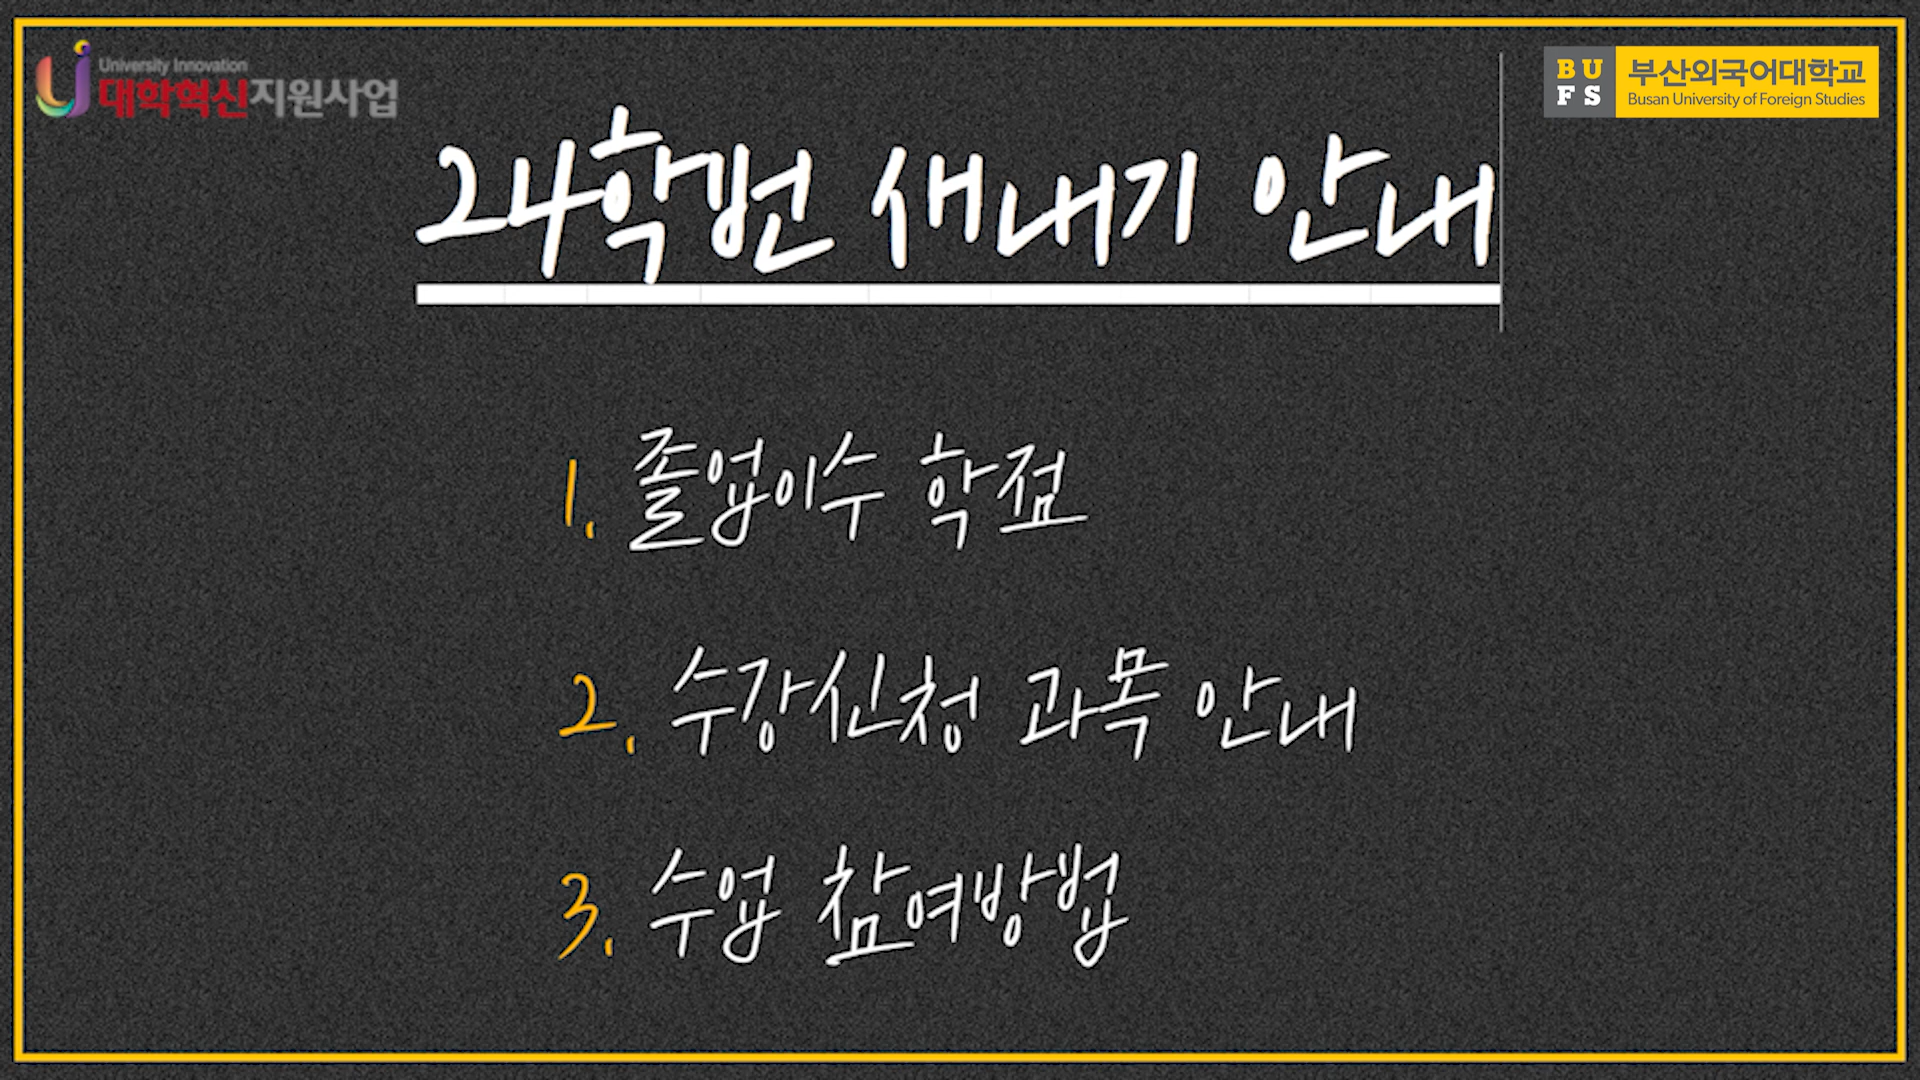 University Innovation
대학혁신지원사업
BU
FS
부산외국어대학교
Busan University of Foreign Studies
24학번 새내기 안내
1. 졸업이수 학점
2. 수강신청 과목 안내
3. 수업 참여방법